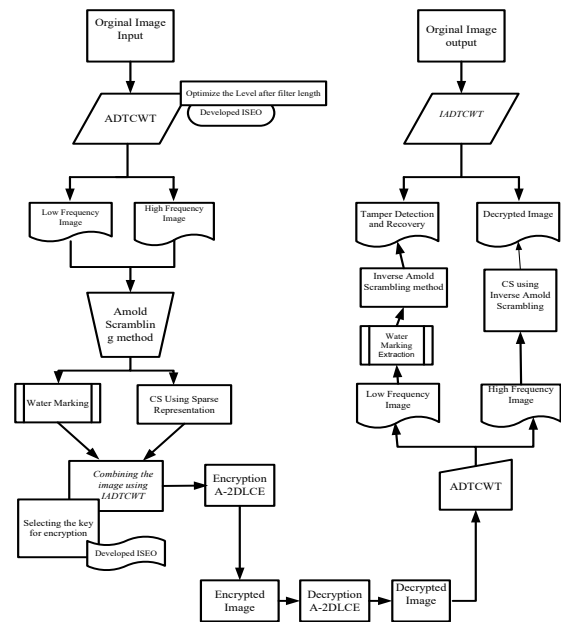 Orginal Image
Input
ADTCWT
Optimize the Level after filter length
Developed ISEO
Low Frequency
Image
High Frequency
Image
Arnold
Scramblin
g method
Water Marking
CS Using Sparse
Representation
Combining the
image using
IADTCWT
Selecting the key
for encryption
Developed ISEO
Encryption
A-2DLCE
Encrypted
Image
Decryption
A-2DLCE
Decrypted
Image
ADTCWT
Low Frequency
Image
High Frequency
Image
Water
Marking
Extraction
Inverse Arnold
Scrambling method
CS using
Inverse Arnold
Scrambling
Tamper Detection
and Recovery
Decrypted Image
IADTCWT
Orginal Image
output